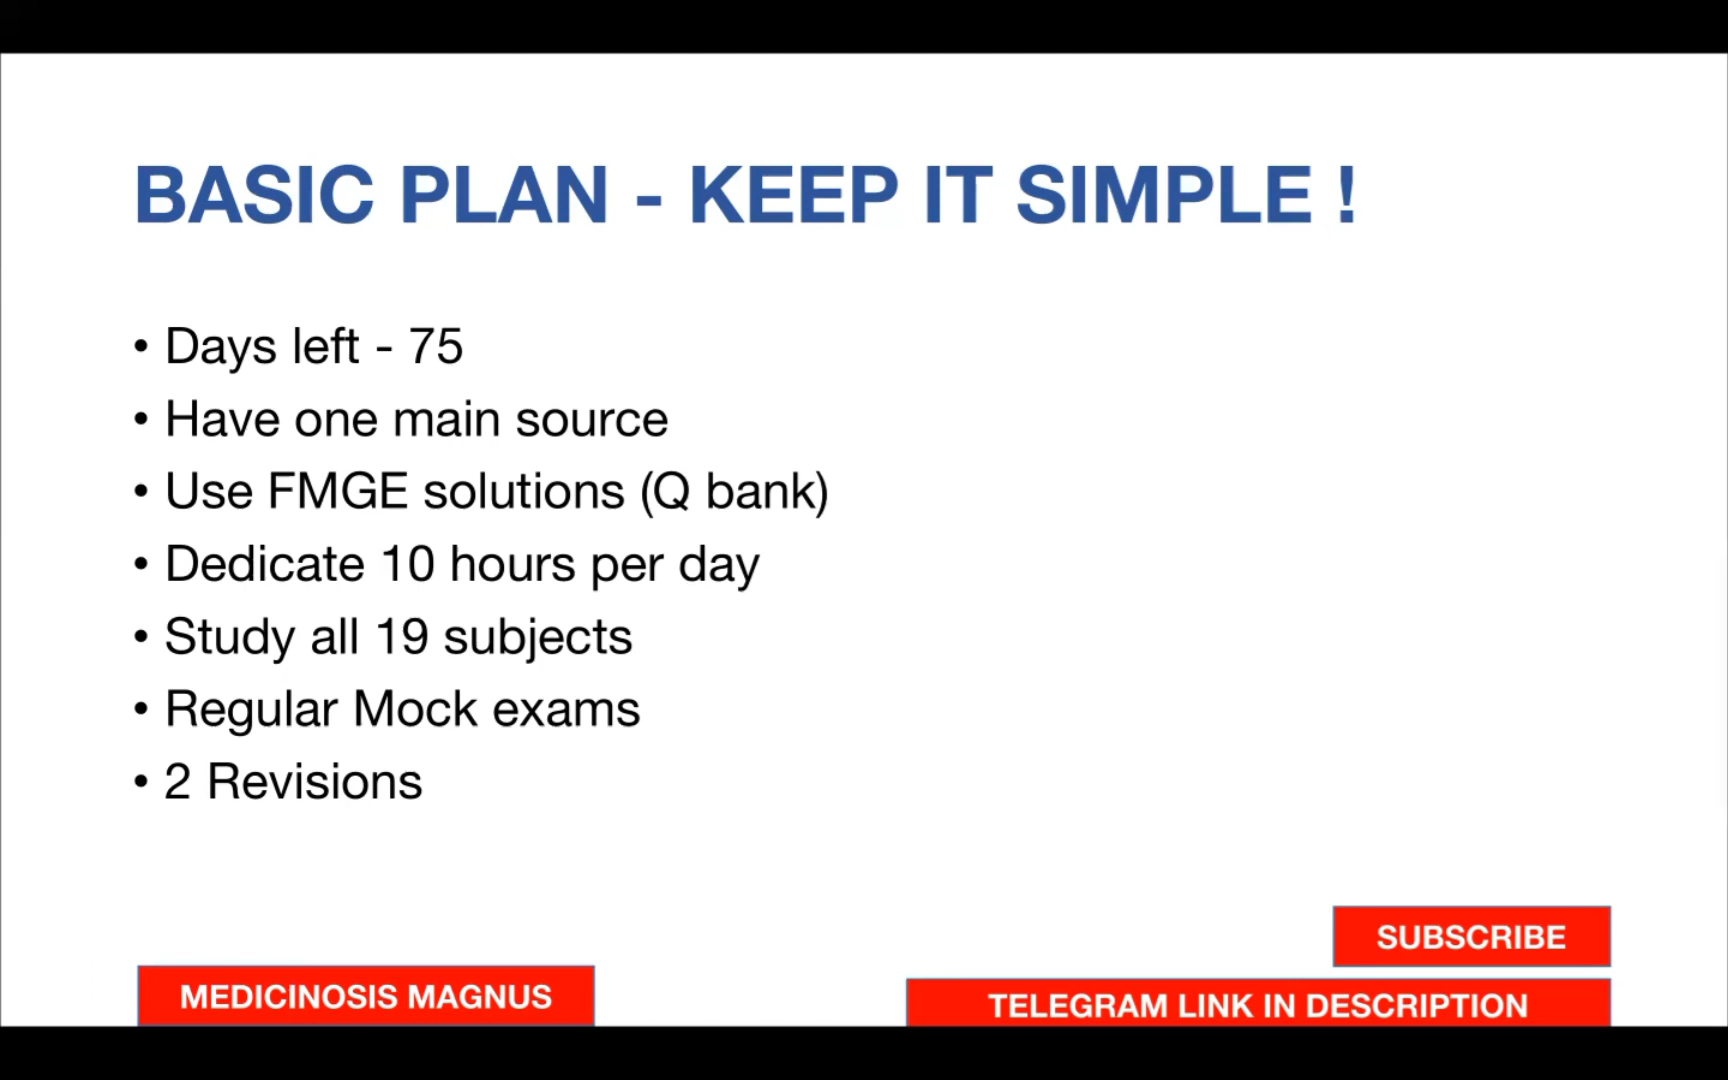 BASIC PLAN - KEEP IT SIMPLE !
• Days left - 75
• Have one main source
• Use FMGE solutions (Q bank)
• Dedicate 10 hours per day
• Study all 19 subjects
• Regular Mock exams
• 2 Revisions
SUBSCRIBE
MEDICINOSIS MAGNUS
TELEGRAM LINK IN DESCRIPTION